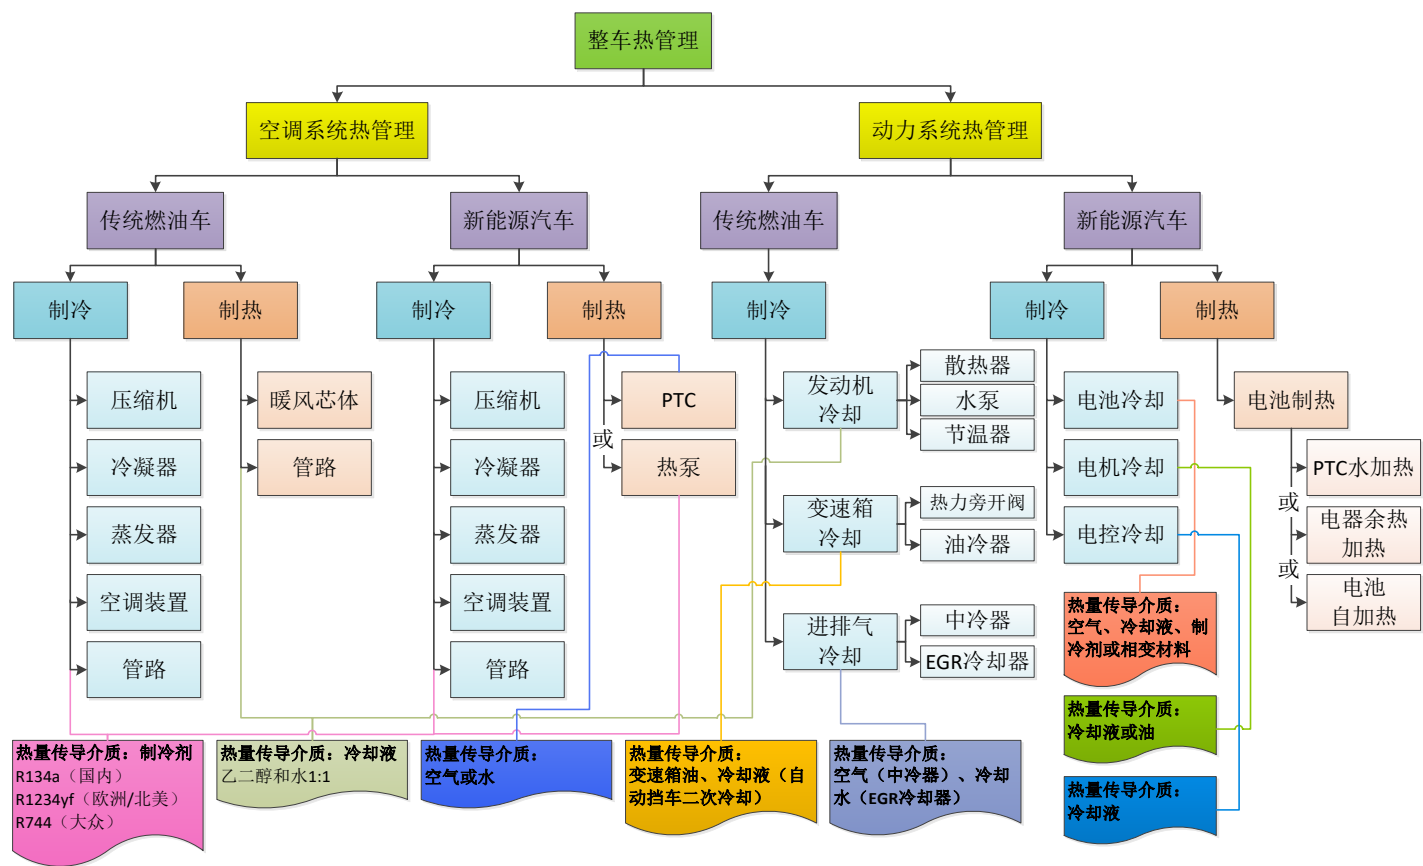 整车热管理
空调系统热管理
动力系统热管理
传统燃油车
新能源汽车
传统燃油车
新能源汽车
制冷
制热
制冷
制热
制冷
制冷
制热
压缩机
冷凝器
蒸发器
空调装置
管路
暖风芯体
管路
压缩机
冷凝器
蒸发器
空调装置
管路
PTC
或
热泵
发动机
冷却
散热器
水泵
节温器
变速箱
冷却
热力旁开阀
油冷器
进排气
冷却
中冷器
EGR冷却器
电池冷却
电机冷却
电控冷却
电池制热
PTC水加热
或
电器余热
加热
或
电池
自加热
热量传导介质：
空气、冷却液、制
冷剂或相变材料
热量传导介质：
冷却液或油
热量传导介质：
冷却液
热量传导介质：制冷剂
R134a（国内）
R1234yf（欧洲/北美）
R744（大众）
热量传导介质：冷却液
乙二醇和水1:1
热量传导介质：
空气或水
热量传导介质：
变速箱油、冷却液（自
动挡车二次冷却）
热量传导介质：
空气（中冷器）、冷却
水（EGR冷却器）